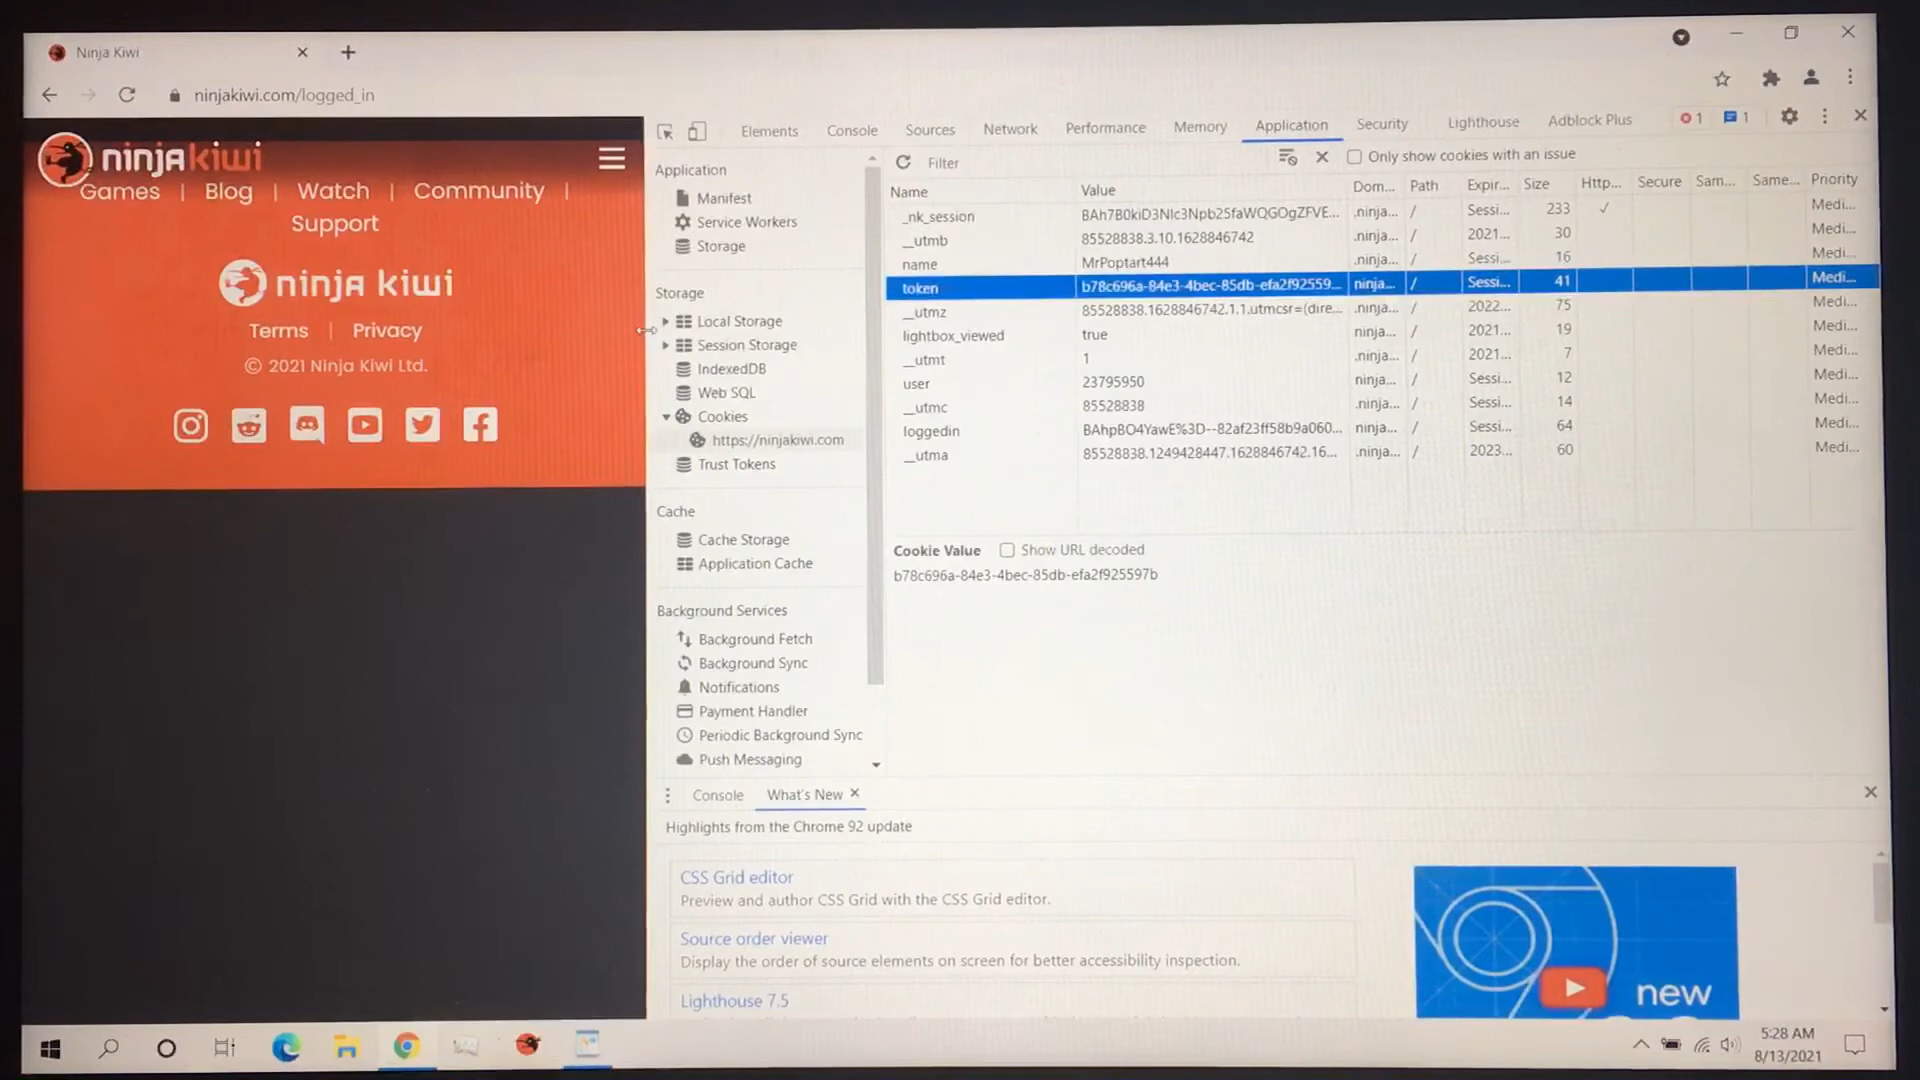 Ninja Kiwi
ninjakiwi.com/logged_in
ninjakiwi
Games | Blog | Watch | Community |
Support
ninja kiwi
Terms | Privacy
© 2021 Ninja Kiwi Ltd.
Elements Console Sources Network Performance Memory Application Security Lighthouse Adblock Plus 1 1
Application
Manifest
Service Workers
Storage
Storage
Local Storage
Session Storage
IndexedDB
Web SQL
Cookies
https://ninjakiwi.com
Trust Tokens
Cache
Cache Storage
Application Cache
Background Services
Background Fetch
Background Sync
Notifications
Payment Handler
Periodic Background Sync
Push Messaging
Filter Only show cookies with an issue
Name Value Dom... Path Expir... Size Http... Secure Sam... Same... Priority
_nk_session BAh7B0kiD3Nlc3Npb25faWQGOgZFVE... .ninja... / Sessi... 233 ✓ Medi...
__utmb 85528838.3.10.1628846742 .ninja... / 2021... 30 Medi...
name MrPoptart444 .ninja... / Sessi... 16 Medi...
token b78c696a-84e3-4bec-85db-efa2f92559... ninja... / Sessi... 41 Medi...
__utmz 85528838.1628846742.1.1.utmcsr=(dire... .ninja... / 2022... 75 Medi...
lightbox_viewed true ninja... / 2021... 19 Medi...
__utmt 1 .ninja... / 2021... 7 Medi...
user 23795950 ninja... / Sessi... 12 Medi...
__utmc 85528838 .ninja... / Sessi... 14 Medi...
loggedin BAhpBO4YawE%3D--82af23ff58b9a060... ninja... / Sessi... 64 Medi...
__utma 85528838.1249428447.1628846742.16... .ninja... / 2023... 60 Medi...
Cookie Value Show URL decoded
b78c696a-84e3-4bec-85db-efa2f925597b
Console What's New
Highlights from the Chrome 92 update
CSS Grid editor
Preview and author CSS Grid with the CSS Grid editor.
Source order viewer
Display the order of source elements on screen for better accessibility inspection.
Lighthouse 7.5
new
5:28 AM
8/13/2021